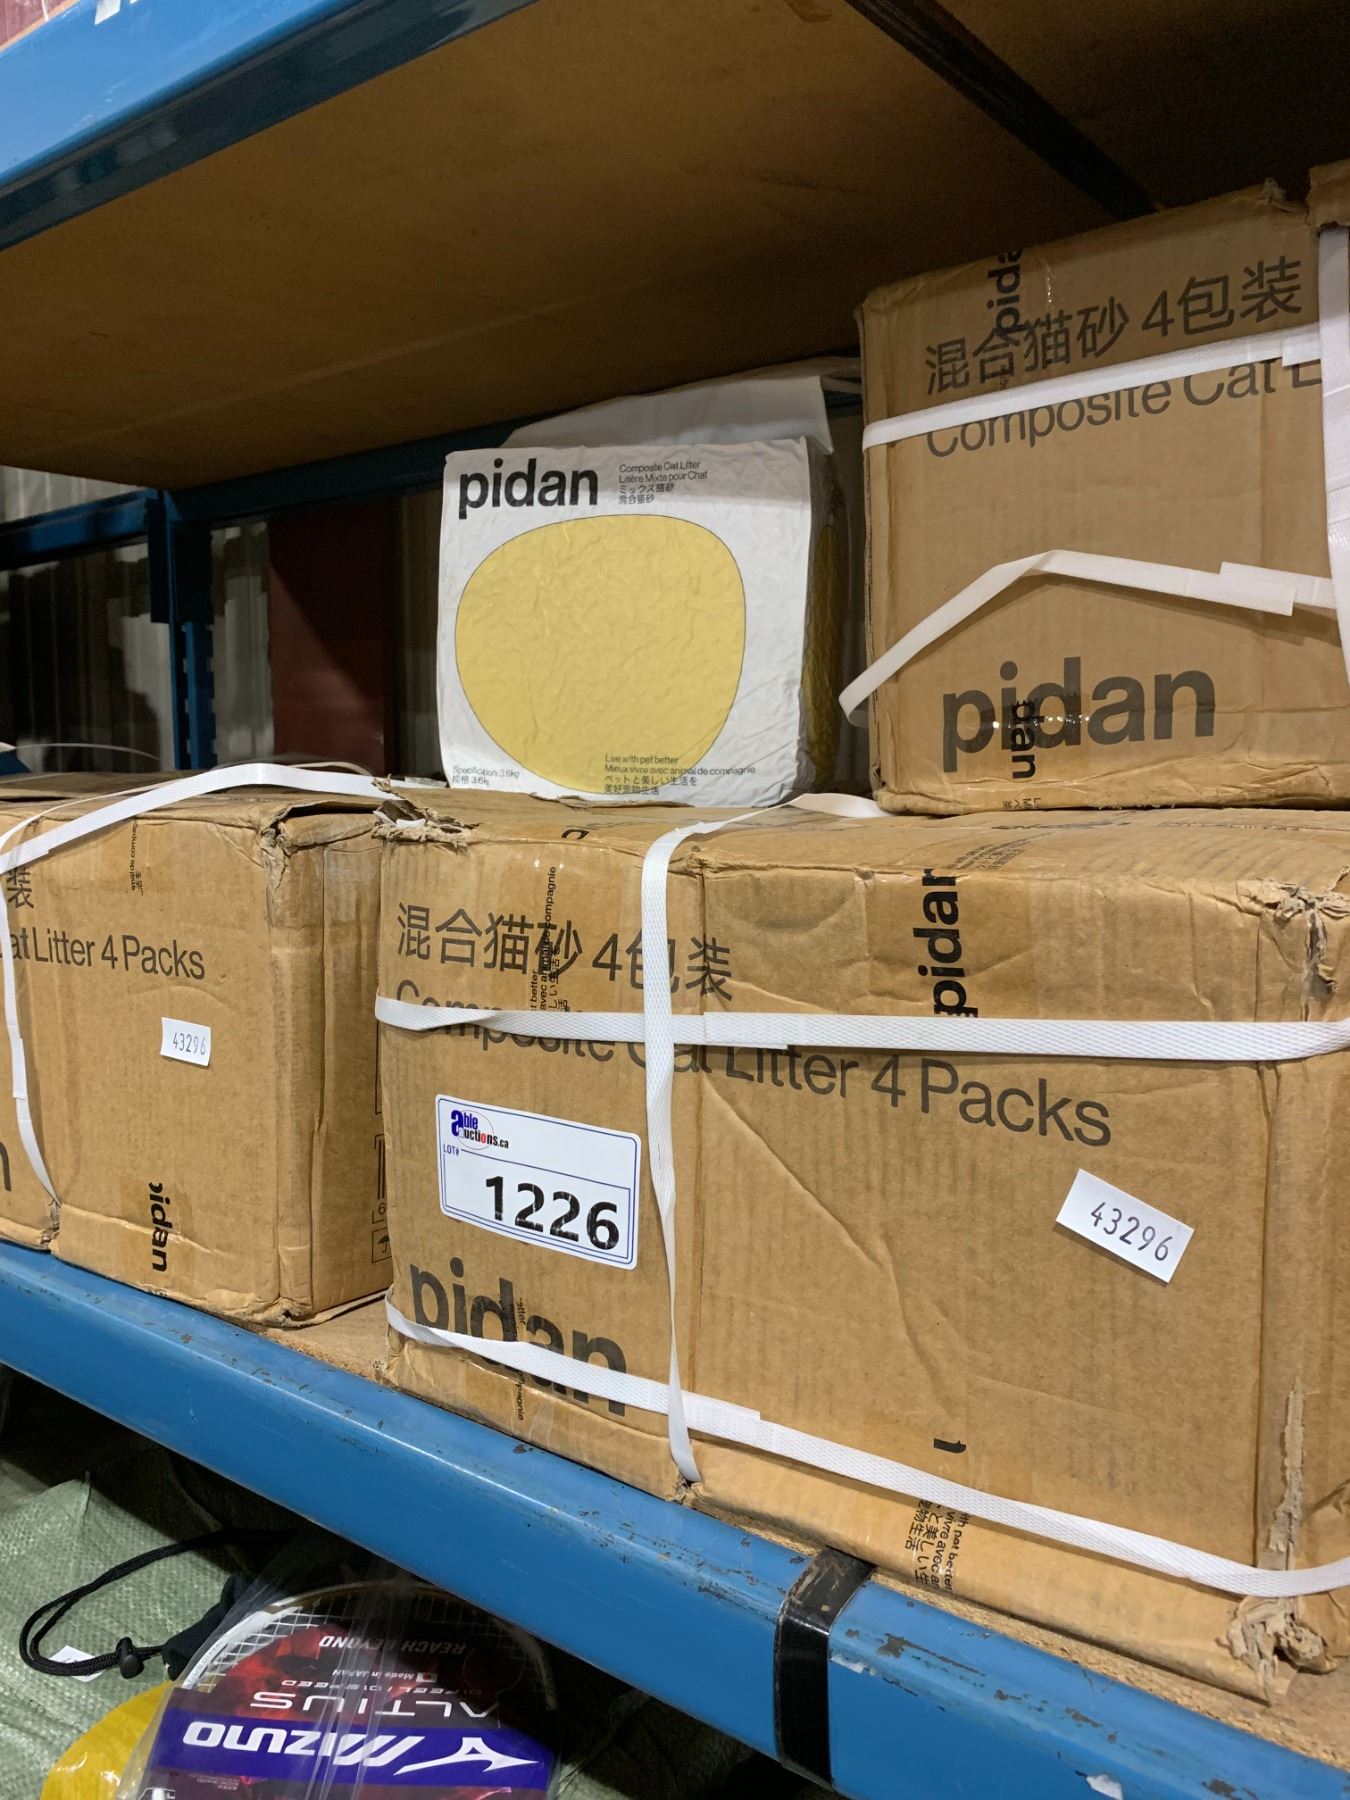 pidan
Composite Cat Litter
Litière Mixte pour Chat
ミックス猫砂
混合猫砂
Live with pet better
Mieux vivre avec animal de compagnie
ペットと美しい生活を
美好宠物生活
Specification: 3.6kg
规格 3.6kg
混合猫砂 4包装
Composite Cat L
pidan
pida
dan
装
at Litter 4 Packs
43296
pidan
混合猫砂 4包装
Composite Cat Litter 4 Packs
pidan
able auctions.ca
LOT#
1226
43296
pidan
REACH BEYOND
Made in JAPAN
ALTIUS
MIZUNO